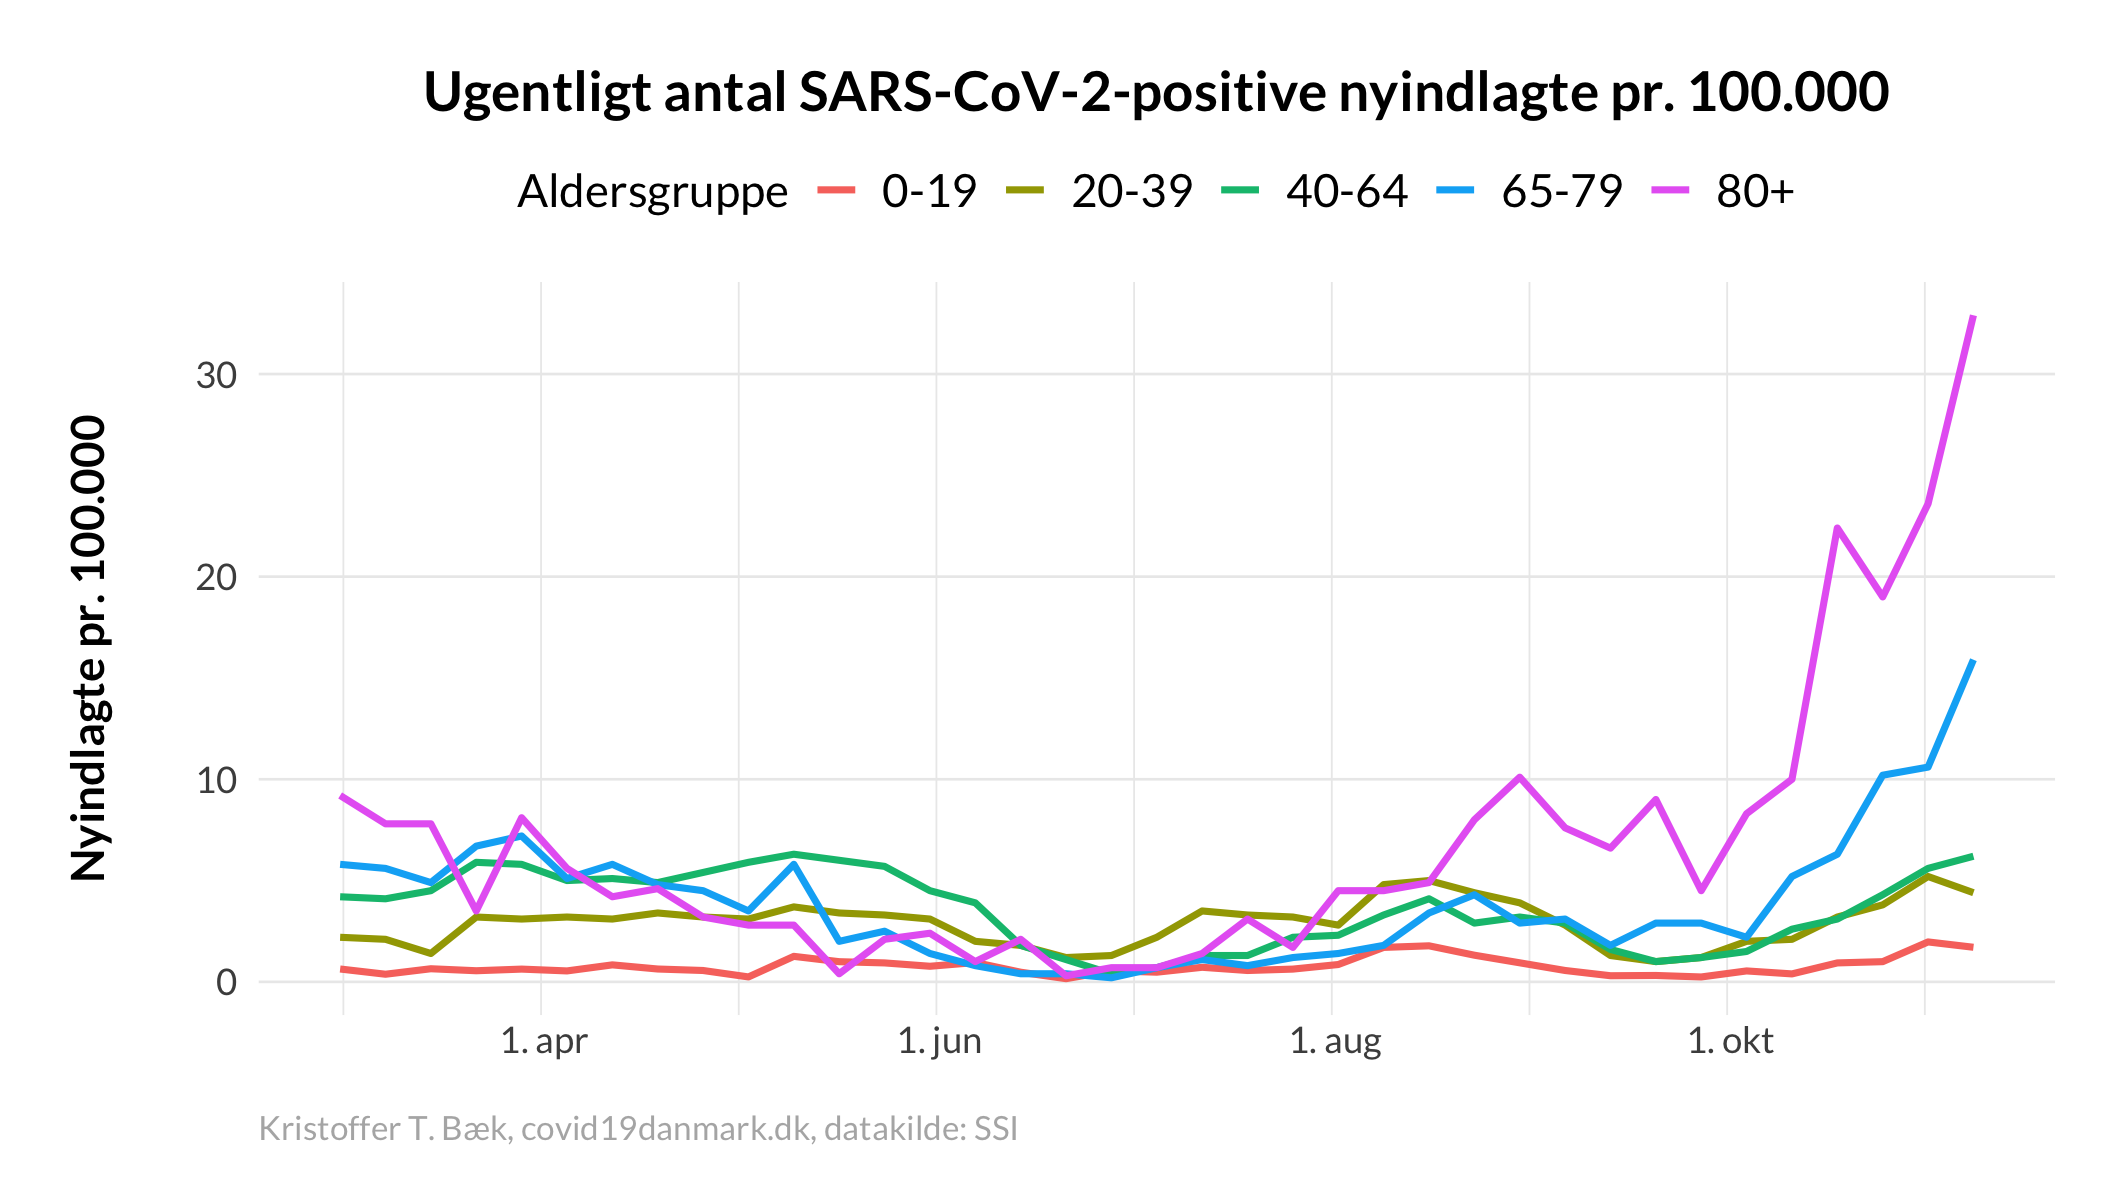 Ugentligt antal SARS-CoV-2-positive nyindlagte pr. 100.000
Aldersgruppe 0-19 20-39 40-64 65-79 80+
Nyindlagte pr. 100.000
30
20
10
0
1. apr 1. jun 1. aug 1. okt
Kristoffer T. Bæk, covid19danmark.dk, datakilde: SSI